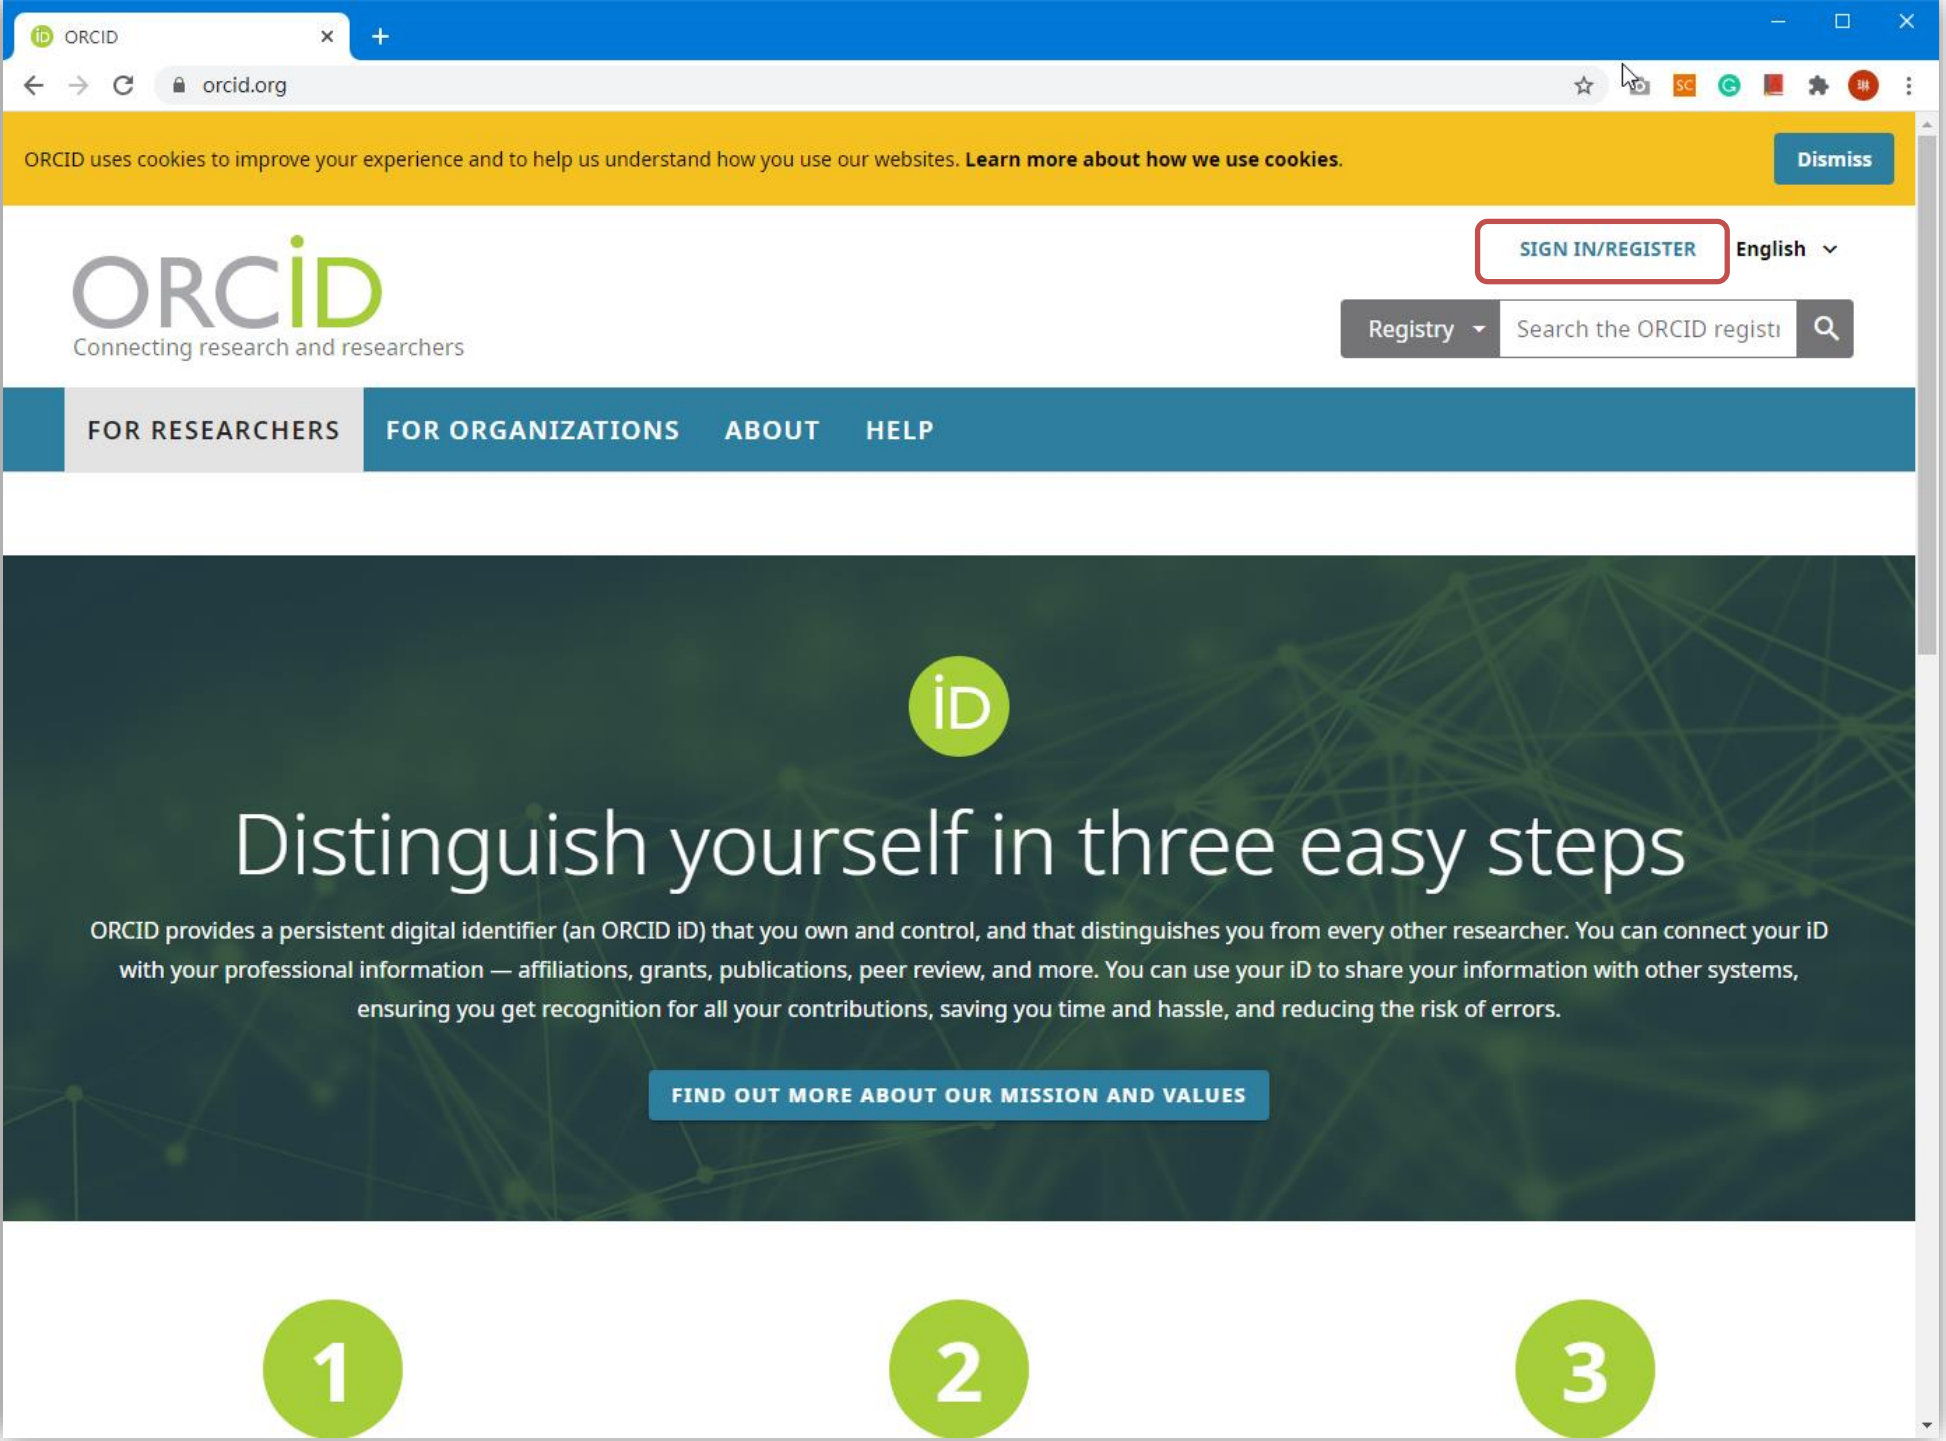 ORCID
orcid.org
SC
G
ORCID uses cookies to improve your experience and to help us understand how you use our websites. Learn more about how we use cookies.
Dismiss
ORCID
Connecting research and researchers
SIGN IN/REGISTER
English
Registry
Search the ORCID regist
FOR RESEARCHERS
FOR ORGANIZATIONS
ABOUT
HELP
iD
Distinguish yourself in three easy steps
ORCID provides a persistent digital identifier (an ORCID iD) that you own and control, and that distinguishes you from every other researcher. You can connect your iD
with your professional information — affiliations, grants, publications, peer review, and more. You can use your iD to share your information with other systems,
ensuring you get recognition for all your contributions, saving you time and hassle, and reducing the risk of errors.
FIND OUT MORE ABOUT OUR MISSION AND VALUES
1
2
3